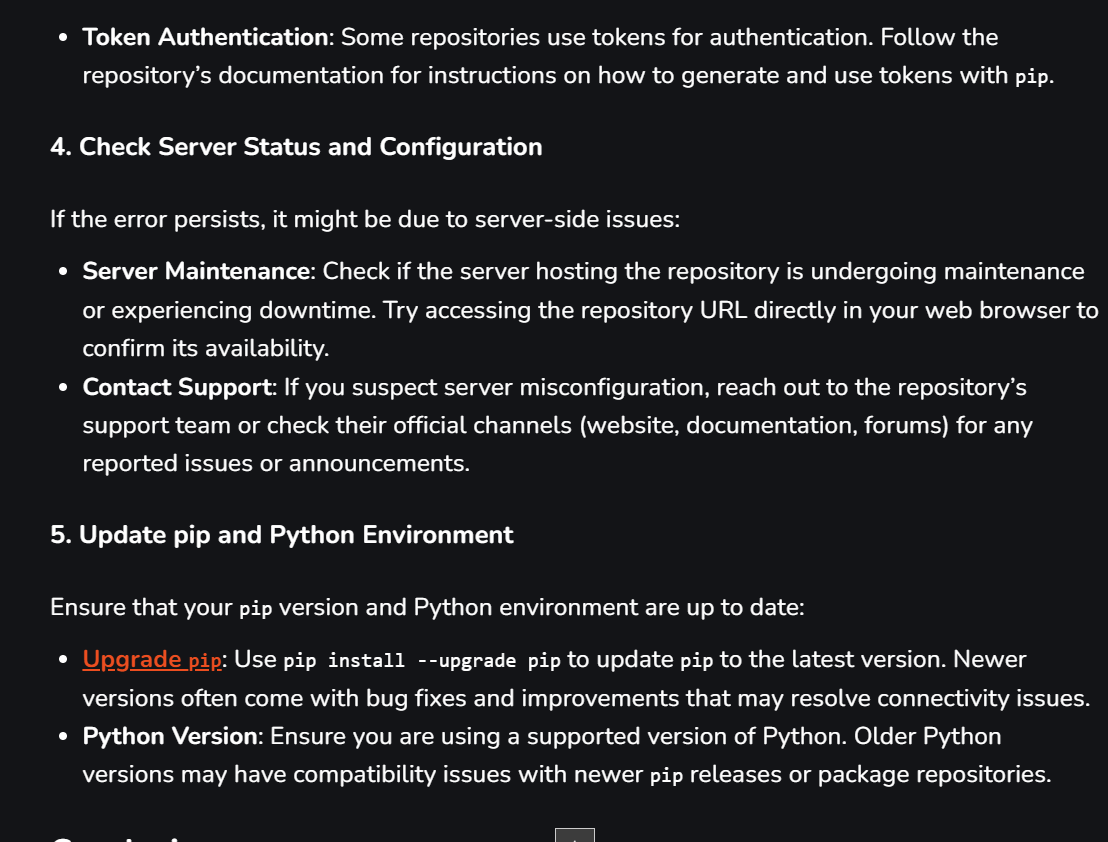 • Token Authentication: Some repositories use tokens for authentication. Follow the
repository’s documentation for instructions on how to generate and use tokens with pip.
4. Check Server Status and Configuration
If the error persists, it might be due to server-side issues:
• Server Maintenance: Check if the server hosting the repository is undergoing maintenance
or experiencing downtime. Try accessing the repository URL directly in your web browser to
confirm its availability.
• Contact Support: If you suspect server misconfiguration, reach out to the repository’s
support team or check their official channels (website, documentation, forums) for any
reported issues or announcements.
5. Update pip and Python Environment
Ensure that your pip version and Python environment are up to date:
• Upgrade pip: Use pip install --upgrade pip to update pip to the latest version. Newer
versions often come with bug fixes and improvements that may resolve connectivity issues.
• Python Version: Ensure you are using a supported version of Python. Older Python
versions may have compatibility issues with newer pip releases or package repositories.